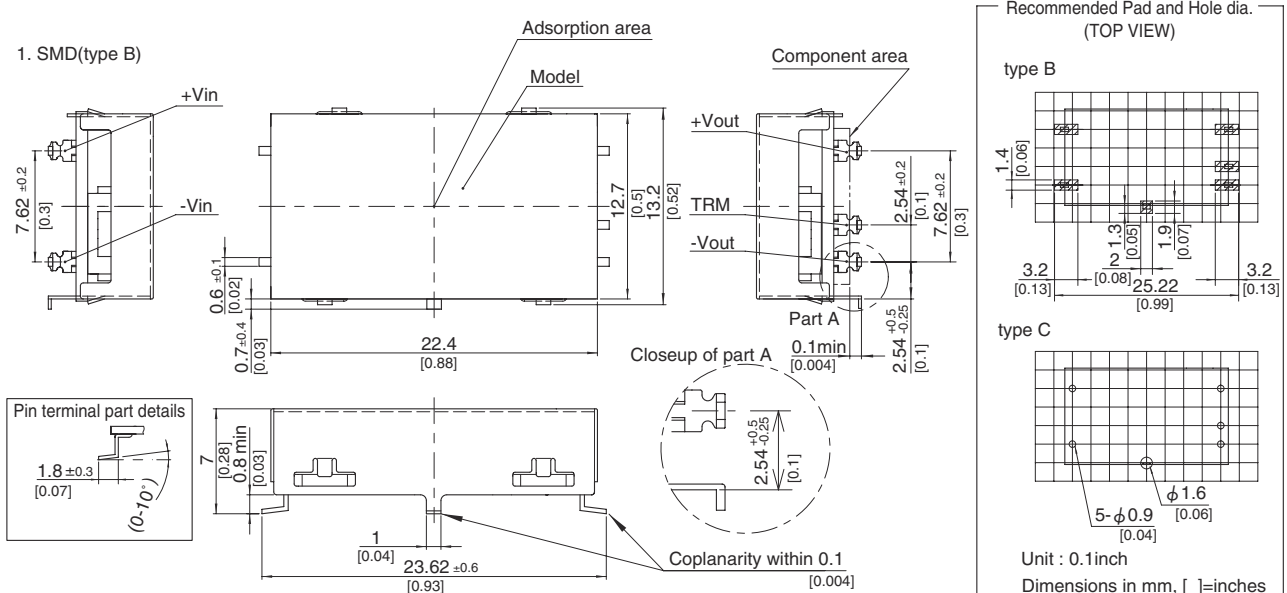 1. SMD(type B)
+Vin
-Vin
7.62 ±0.2
[0.3]
Adsorption area
Model
12.7
[0.5]
13.2
[0.52]
0.6 ±0.1
[0.02]
0.7±0.4
[0.03]
22.4
[0.88]
Component area
+Vout
TRM
-Vout
2.54 ±0.2
[0.1]
7.62 ±0.2
[0.3]
Part A
0.1min
[0.004]
2.54 +0.5 -0.25
[0.1]
Pin terminal part details
1.8 ±0.3
[0.07]
(0-10°)
7
[0.28]
0.8 min
[0.03]
1
[0.04]
23.62 ±0.6
[0.93]
Closeup of part A
2.54 +0.5 -0.25
[0.1]
Coplanarity within 0.1
[0.004]
Recommended Pad and Hole dia.
(TOP VIEW)
type B
1.4
[0.06]
1.3
[0.05]
1.9
[0.07]
2
[0.08]
3.2
[0.13]
3.2
[0.13]
25.22
[0.99]
type C
φ1.6
[0.06]
5-φ0.9
[0.04]
Unit : 0.1inch
Dimensions in mm, [ ]=inches